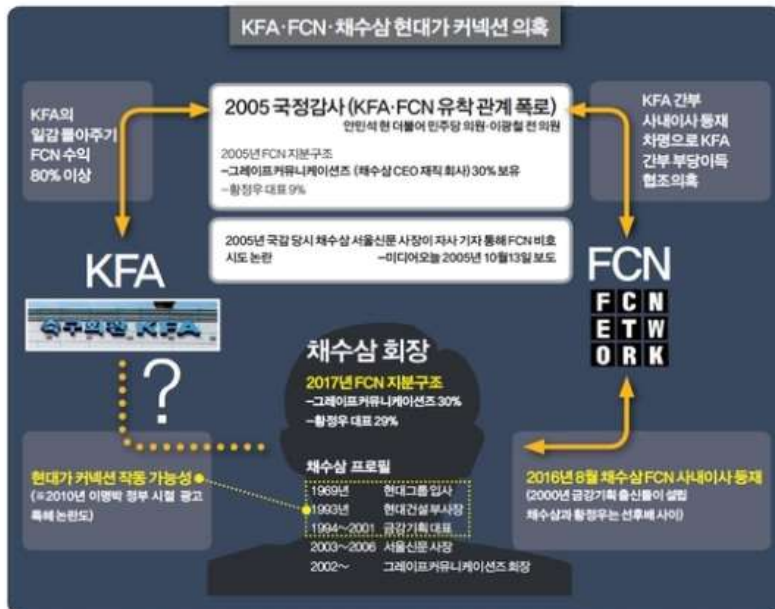 KFA·FCN·채수삼 현대가 커넥션 의혹
KFA의
일감 몰아주기
FCN 수익
80% 이상
2005 국정감사 (KFA·FCN 유착 관계 폭로)
안민석 현 더불어 민주당 의원·이광철 전 의원
2005년 FCN 지분구조
–그레이프커뮤니케이션즈 (채수삼 CEO 재직 회사) 30% 보유
–황정우 대표 9%
KFA 간부
사내이사 등재
차명으로 KFA
간부 부당이득
협조의혹
2005년 국감 당시 채수삼 서울신문 사장이 자사 기자 통해 FCN 비호
시도 논란 –미디어오늘 2005년 10월13일 보도
KFA
축구회관 KFA
?
FCN
FCN
ETW
ORK
채수삼 회장
2017년 FCN 지분구조
–그레이프커뮤니케이션즈 30%
–황정우 대표 29%
현대가 커넥션 작동 가능성
(※2010년 이명박 정부 시절 광고
특혜 논란도)
채수삼 프로필
1969년 현대그룹 입사
1993년 현대건설 부사장
1994~2001 금강기획 대표
2003~2006 서울신문 사장
2002~ 그레이프커뮤니케이션즈 회장
2016년 8월 채수삼 FCN 사내이사 등재
(2000년 금강기획 출신들이 설립
채수삼과 황정우는 선후배 사이)